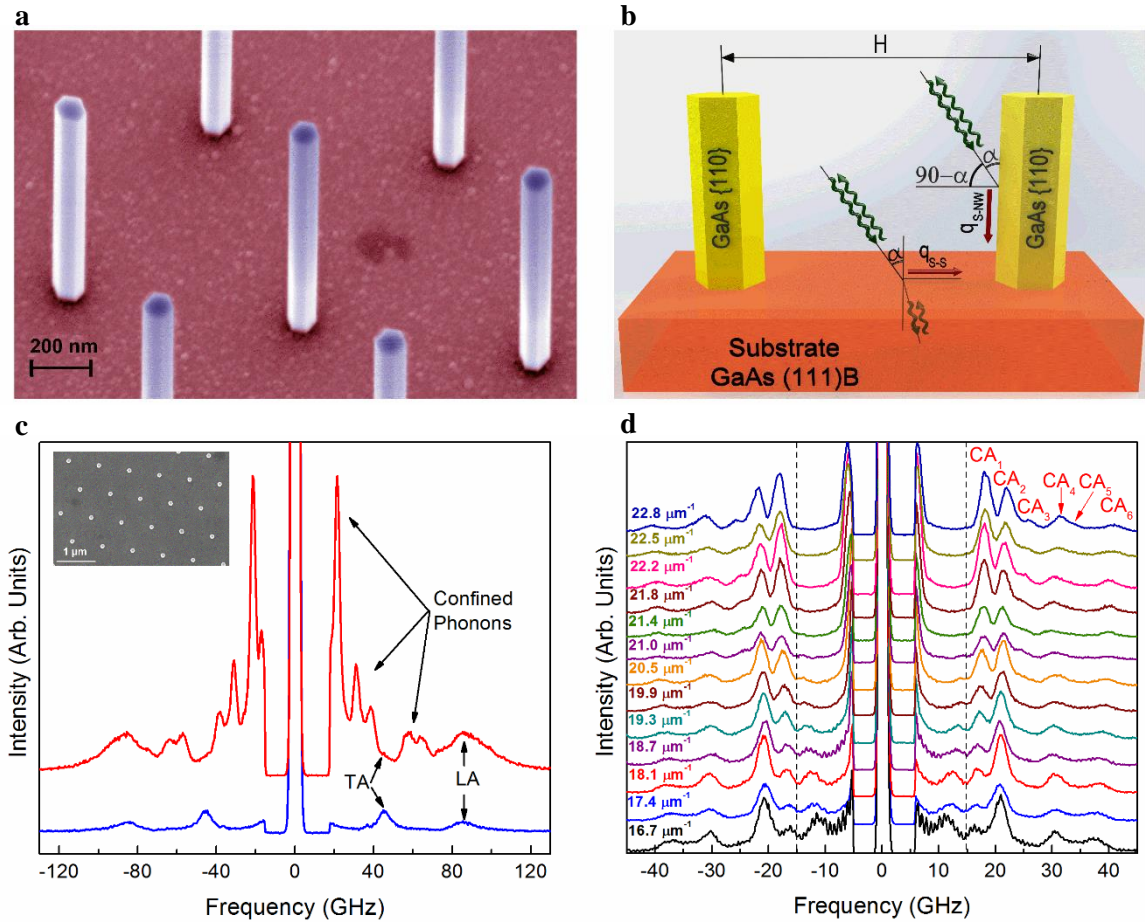 a
200 nm
b
H
α
90-α
q_S-NW
GaAs {110}
GaAs {110}
α
q_S-S
Substrate
GaAs (111)B
c
Intensity (Arb. Units)
1 µm
Confined
Phonons
TA
LA
-120 -80 -40 0 40 80 120
Frequency (GHz)
d
Intensity (Arb. Units)
CA1
CA2
CA3
CA4
CA5
CA6
22.8 µm⁻¹
22.5 µm⁻¹
22.2 µm⁻¹
21.8 µm⁻¹
21.4 µm⁻¹
21.0 µm⁻¹
20.5 µm⁻¹
19.9 µm⁻¹
19.3 µm⁻¹
18.7 µm⁻¹
18.1 µm⁻¹
17.4 µm⁻¹
16.7 µm⁻¹
-40 -30 -20 -10 0 10 20 30 40
Frequency (GHz)